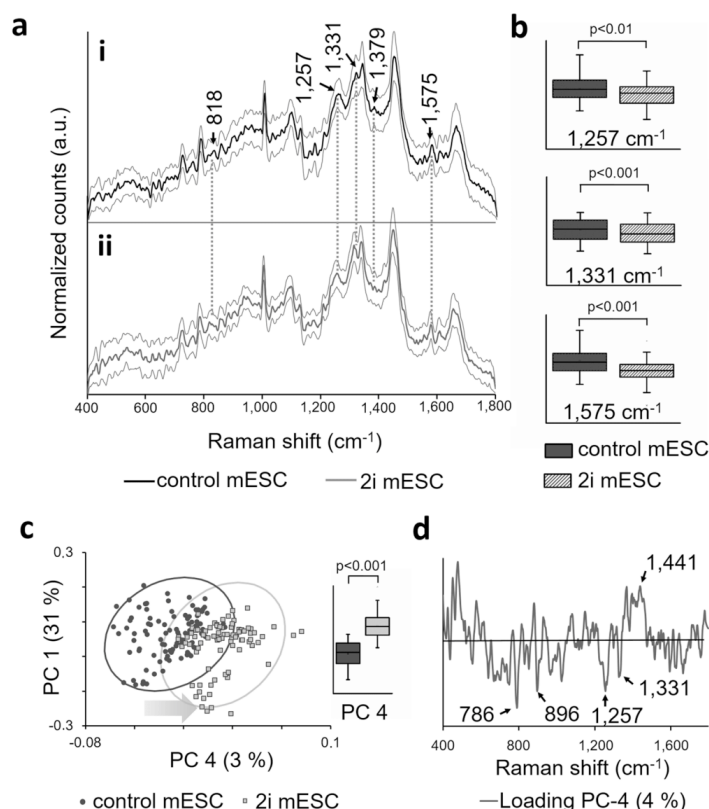 a
i
818
1,257
1,331
1,379
1,575
ii
Normalized counts (a.u.)
400 600 800 1,000 1,200 1,400 1,600 1,800
Raman shift (cm-1)
control mESC 2i mESC
b
p<0.01
1,257 cm-1
p<0.001
1,331 cm-1
p<0.001
1,575 cm-1
control mESC
2i mESC
c
0,3
PC 1 (31 %)
-0.3
-0.08 0.1
PC 4 (3 %)
p<0.001
PC 4
control mESC 2i mESC
d
1,441
1,331
786 896 1,257
400 800 1,200 1,600
Raman shift (cm-1)
Loading PC-4 (4 %)